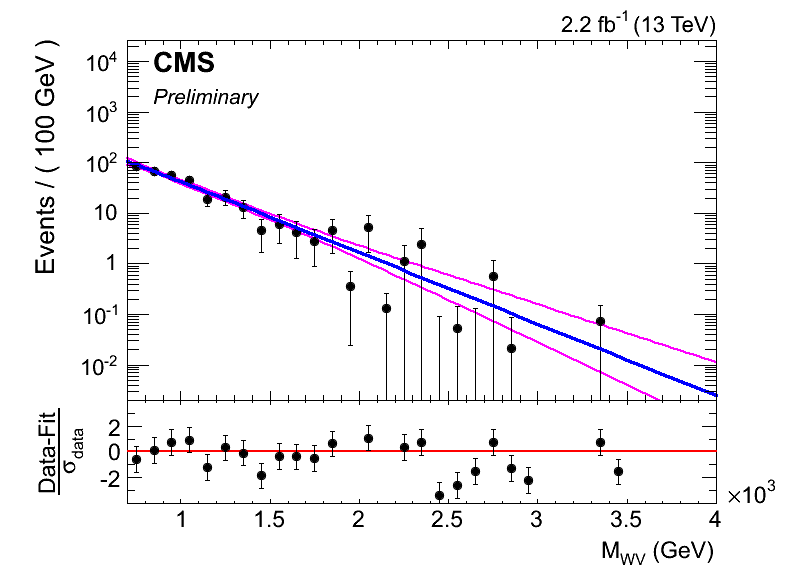 2.2 fb⁻¹ (13 TeV)
CMS
Preliminary
Events / ( 100 GeV )
10⁴
10³
10²
10
1
10⁻¹
10⁻²
Data-Fit
σdata
2
0
-2
1
1.5
2
2.5
3
3.5
4
×10³
M_WV (GeV)